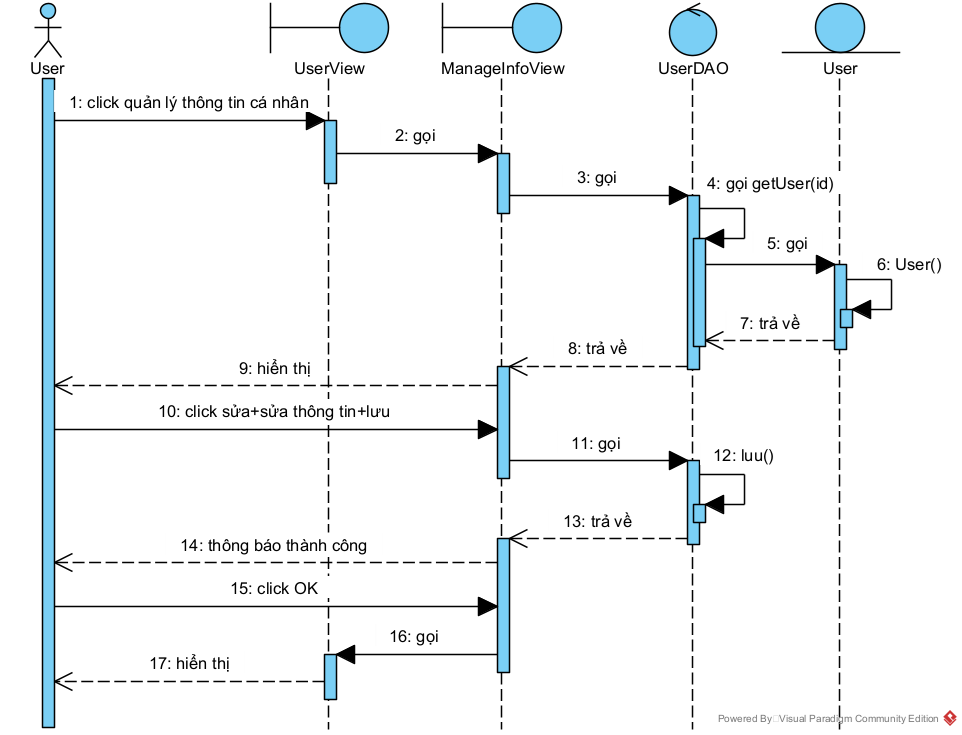 User
UserView
ManageInfoView
UserDAO
User
1: click quản lý thông tin cá nhân
2: gọi
3: gọi
4: gọi getUser(id)
5: gọi
6: User()
7: trả về
8: trả về
9: hiển thị
10: click sửa+sửa thông tin+lưu
11: gọi
12: luu()
13: trả về
14: thông báo thành công
15: click OK
16: gọi
17: hiển thị
Powered By Visual Paradigm Community Edition